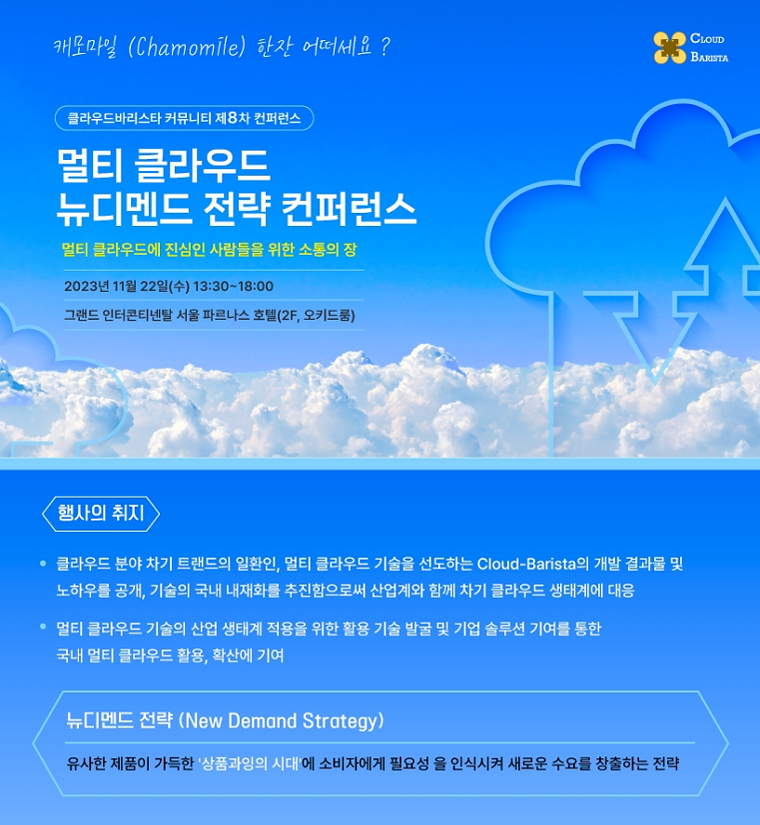 캐모마일 (Chamomile) 한잔 어떠세요 ?
CLOUD
BARISTA
클라우드바리스타 커뮤니티 제8차 컨퍼런스
멀티 클라우드
뉴디멘드 전략 컨퍼런스
멀티 클라우드에 진심인 사람들을 위한 소통의 장
2023년 11월 22일(수) 13:30~18:00
그랜드 인터콘티넨탈 서울 파르나스 호텔(2F, 오키드룸)
행사의 취지
• 클라우드 분야 차기 트랜드의 일환인, 멀티 클라우드 기술을 선도하는 Cloud-Barista의 개발 결과물 및
노하우를 공개, 기술의 국내 내재화를 추진함으로써 산업계와 함께 차기 클라우드 생태계에 대응
• 멀티 클라우드 기술의 산업 생태계 적용을 위한 활용 기술 발굴 및 기업 솔루션 기여를 통한
국내 멀티 클라우드 활용, 확산에 기여
뉴디멘드 전략 (New Demand Strategy)
유사한 제품이 가득한 '상품과잉의 시대'에 소비자에게 필요성 을 인식시켜 새로운 수요를 창출하는 전략